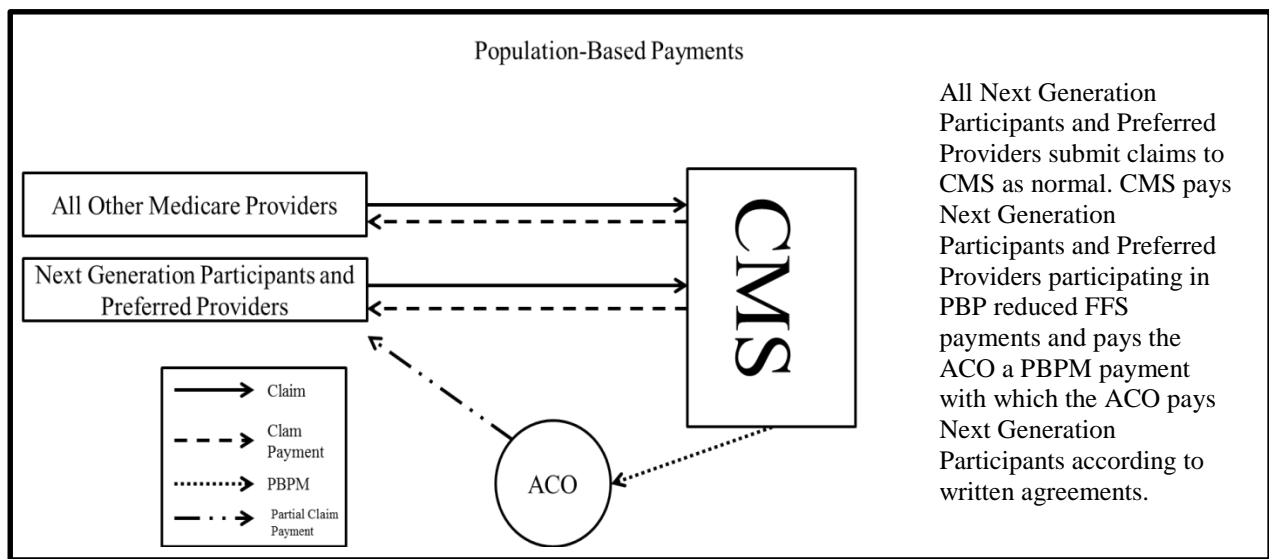 Population-Based Payments
All Other Medicare Providers
Next Generation Participants and
Preferred Providers
CMS
ACO
Claim
Clam
Payment
PBPM
Partial Claim
Payment
All Next Generation
Participants and Preferred
Providers submit claims to
CMS as normal. CMS pays
Next Generation
Participants and Preferred
Providers participating in
PBP reduced FFS
payments and pays the
ACO a PBPM payment
with which the ACO pays
Next Generation
Participants according to
written agreements.